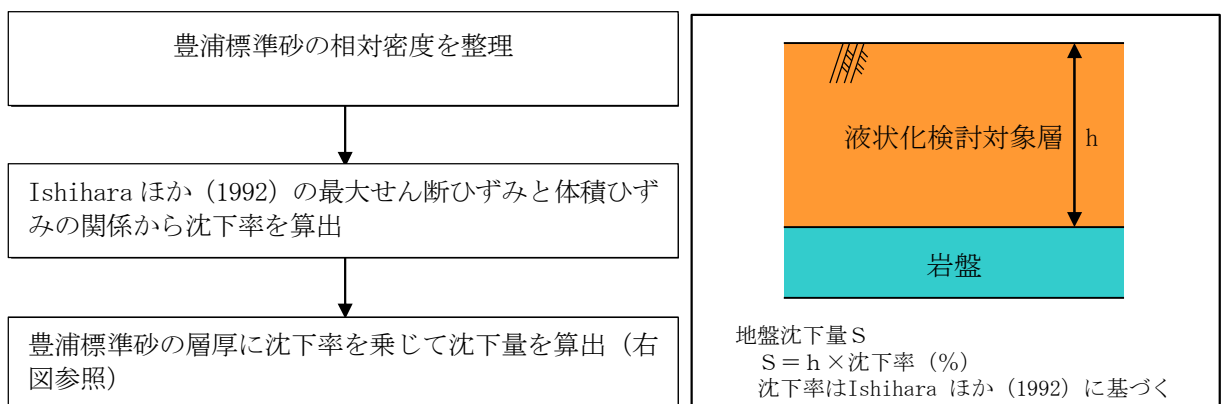 豊浦標準砂の相対密度を整理
Ishihara ほか（1992）の最大せん断ひずみと体積ひず
みの関係から沈下率を算出
豊浦標準砂の層厚に沈下率を乗じて沈下量を算出（右
図参照）
液状化検討対象層
h
岩盤
地盤沈下量Ｓ
Ｓ＝ｈ×沈下率（％）
沈下率はIshihara ほか（1992）に基づく